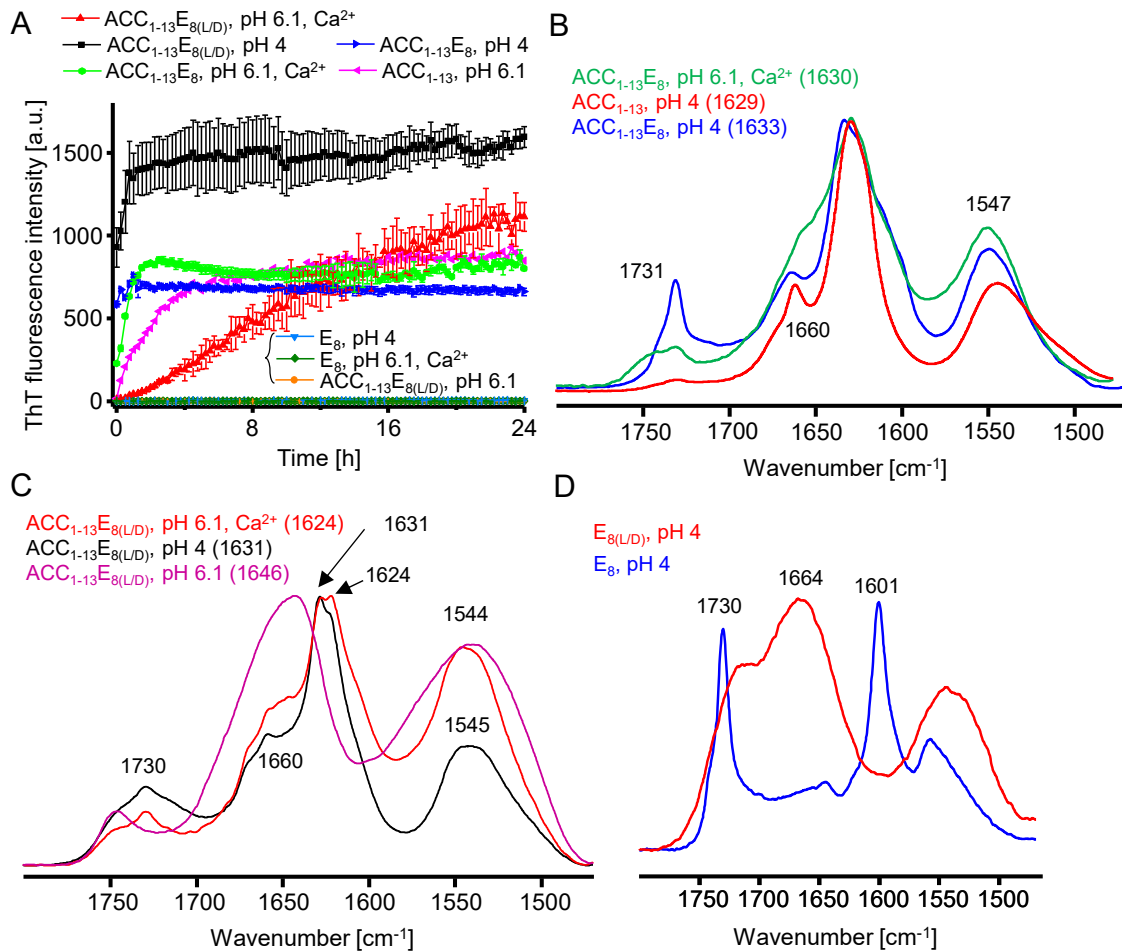 A
ACC₁₋₁₃E₈₍L/D₎, pH 6.1, Ca²⁺
ACC₁₋₁₃E₈₍L/D₎, pH 4
ACC₁₋₁₃E₈, pH 4
ACC₁₋₁₃E₈, pH 6.1, Ca²⁺
ACC₁₋₁₃, pH 6.1
ThT fluorescence intensity [a.u.]
1500
1000
500
0
E₈, pH 4
E₈, pH 6.1, Ca²⁺
ACC₁₋₁₃E₈₍L/D₎, pH 6.1
0 8 16 24
Time [h]
B
ACC₁₋₁₃E₈, pH 6.1, Ca²⁺ (1630)
ACC₁₋₁₃, pH 4 (1629)
ACC₁₋₁₃E₈, pH 4 (1633)
1731
1660
1547
1750 1700 1650 1600 1550 1500
Wavenumber [cm⁻¹]
C
ACC₁₋₁₃E₈₍L/D₎, pH 6.1, Ca²⁺ (1624)
ACC₁₋₁₃E₈₍L/D₎, pH 4 (1631)
ACC₁₋₁₃E₈₍L/D₎, pH 6.1 (1646)
1631
1624
1544
1545
1730
1660
1750 1700 1650 1600 1550 1500
Wavenumber [cm⁻¹]
D
E₈₍L/D₎, pH 4
E₈, pH 4
1730
1664
1601
1750 1700 1650 1600 1550 1500
Wavenumber [cm⁻¹]